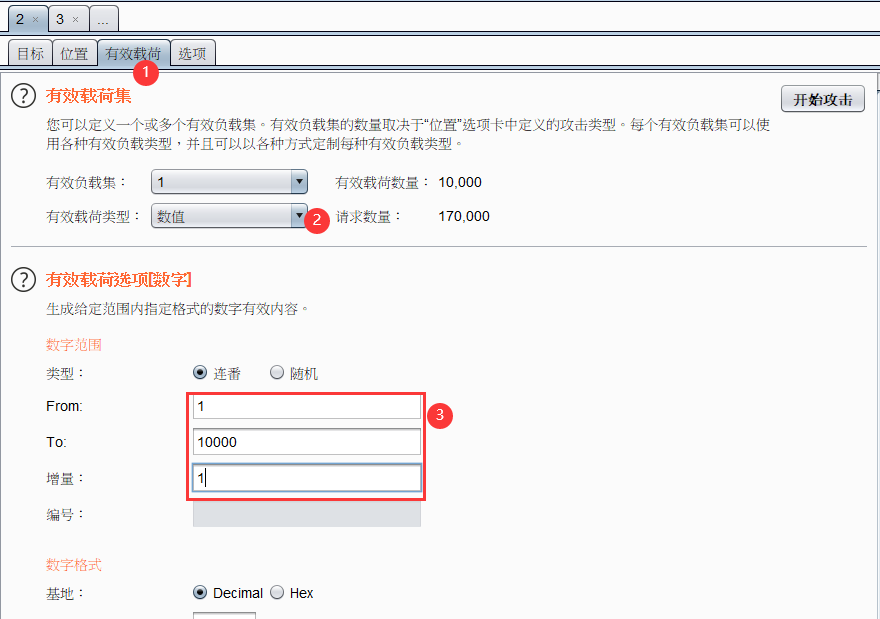 2 × 3 × ...
目标 位置 有效载荷 选项
1
有效载荷集
开始攻击
您可以定义一个或多个有效负载集。有效负载集的数量取决于“位置”选项卡中定义的攻击类型。每个有效负载集可以使
用各种有效负载类型，并且可以以各种方式定制每种有效负载类型。
有效负载集： 1 有效载荷数量： 10,000
有效载荷类型： 数值 2 请求数量： 170,000
有效载荷选项[数字]
生成给定范围内指定格式的数字有效内容。
数字范围
类型： 连番 随机
From: 1
3
To: 10000
增量： 1
编号：
数字格式
基地： Decimal Hex